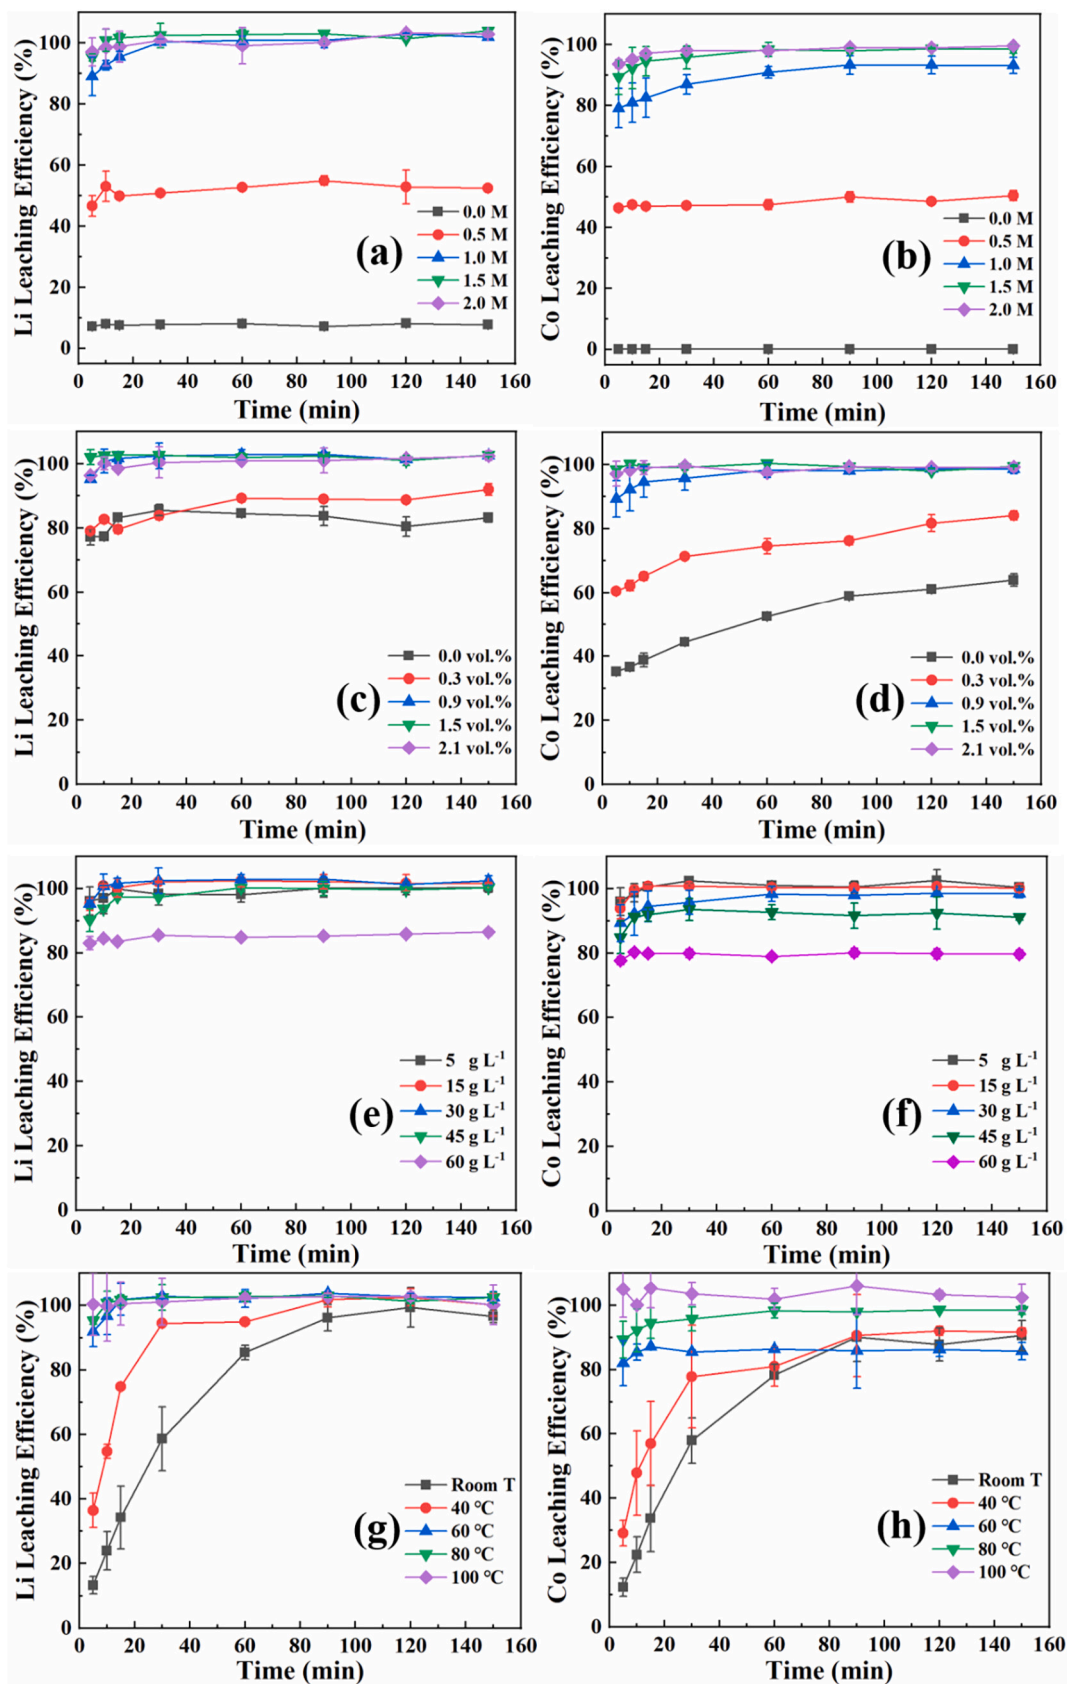 Li Leaching Efficiency (%)
100
80
60
40
20
0
0.0 M
0.5 M
1.0 M
1.5 M
2.0 M
(a)
0 20 40 60 80 100 120 140 160
Time (min)
Co Leaching Efficiency (%)
100
80
60
40
20
0
0.0 M
0.5 M
1.0 M
1.5 M
2.0 M
(b)
0 20 40 60 80 100 120 140 160
Time (min)
Li Leaching Efficiency (%)
100
80
60
40
20
0
0.0 vol.%
0.3 vol.%
0.9 vol.%
1.5 vol.%
2.1 vol.%
(c)
0 20 40 60 80 100 120 140 160
Time (min)
Co Leaching Efficiency (%)
100
80
60
40
20
0
0.0 vol.%
0.3 vol.%
0.9 vol.%
1.5 vol.%
2.1 vol.%
(d)
0 20 40 60 80 100 120 140 160
Time (min)
Li Leaching Efficiency (%)
100
80
60
40
20
0
5 g L⁻¹
15 g L⁻¹
30 g L⁻¹
45 g L⁻¹
60 g L⁻¹
(e)
0 20 40 60 80 100 120 140 160
Time (min)
Co Leaching Efficiency (%)
100
80
60
40
20
0
5 g L⁻¹
15 g L⁻¹
30 g L⁻¹
45 g L⁻¹
60 g L⁻¹
(f)
0 20 40 60 80 100 120 140 160
Time (min)
Li Leaching Efficiency (%)
100
80
60
40
20
0
Room T
40 ℃
60 ℃
80 ℃
100 ℃
(g)
0 20 40 60 80 100 120 140 160
Time (min)
Co Leaching Efficiency (%)
100
80
60
40
20
0
Room T
40 ℃
60 ℃
80 ℃
100 ℃
(h)
0 20 40 60 80 100 120 140 160
Time (min)